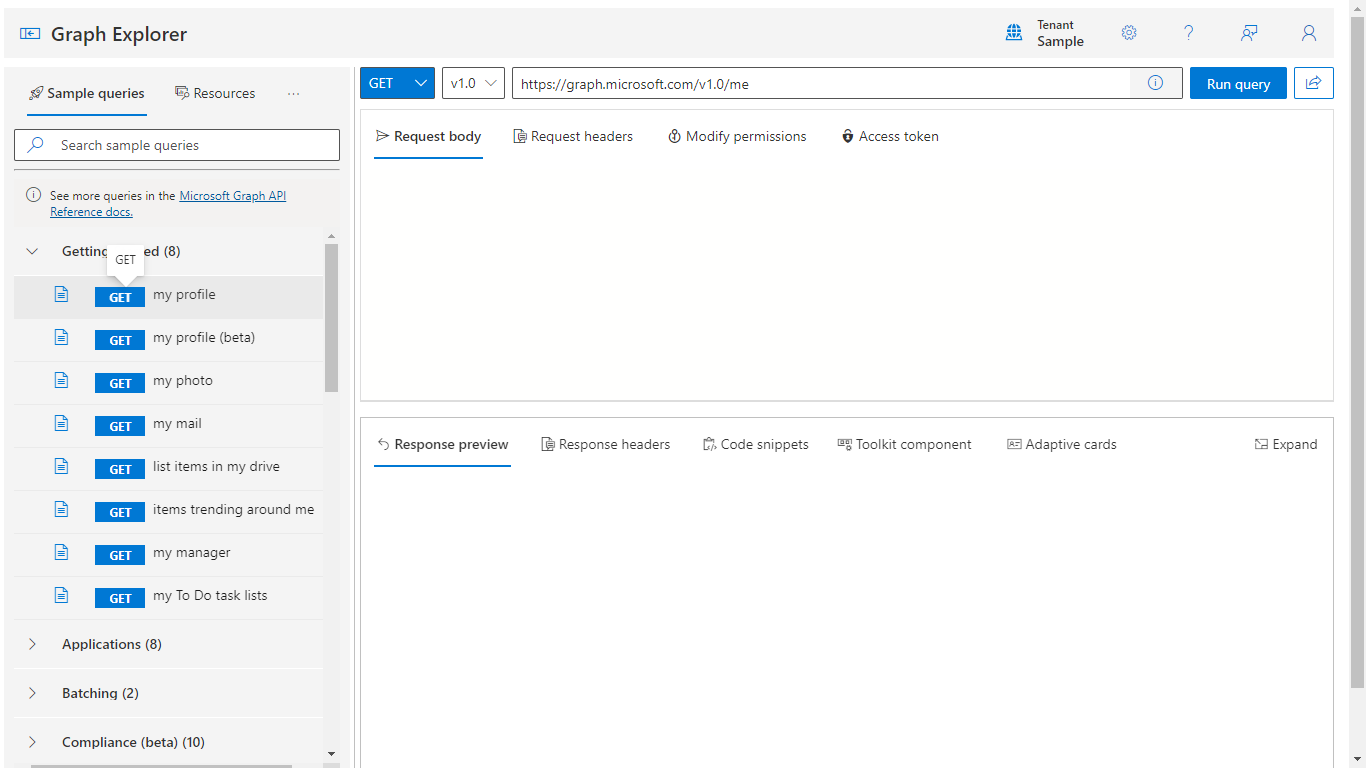 Graph Explorer
Tenant
Sample
Sample queries
Resources
Search sample queries
See more queries in the Microsoft Graph API
Reference docs.
Getting ed (8)
GET
GET my profile
GET my profile (beta)
GET my photo
GET my mail
GET list items in my drive
GET items trending around me
GET my manager
GET my To Do task lists
Applications (8)
Batching (2)
Compliance (beta) (10)
GET
v1.0
https://graph.microsoft.com/v1.0/me
Run query
Request body
Request headers
Modify permissions
Access token
Response preview
Response headers
Code snippets
Toolkit component
Adaptive cards
Expand